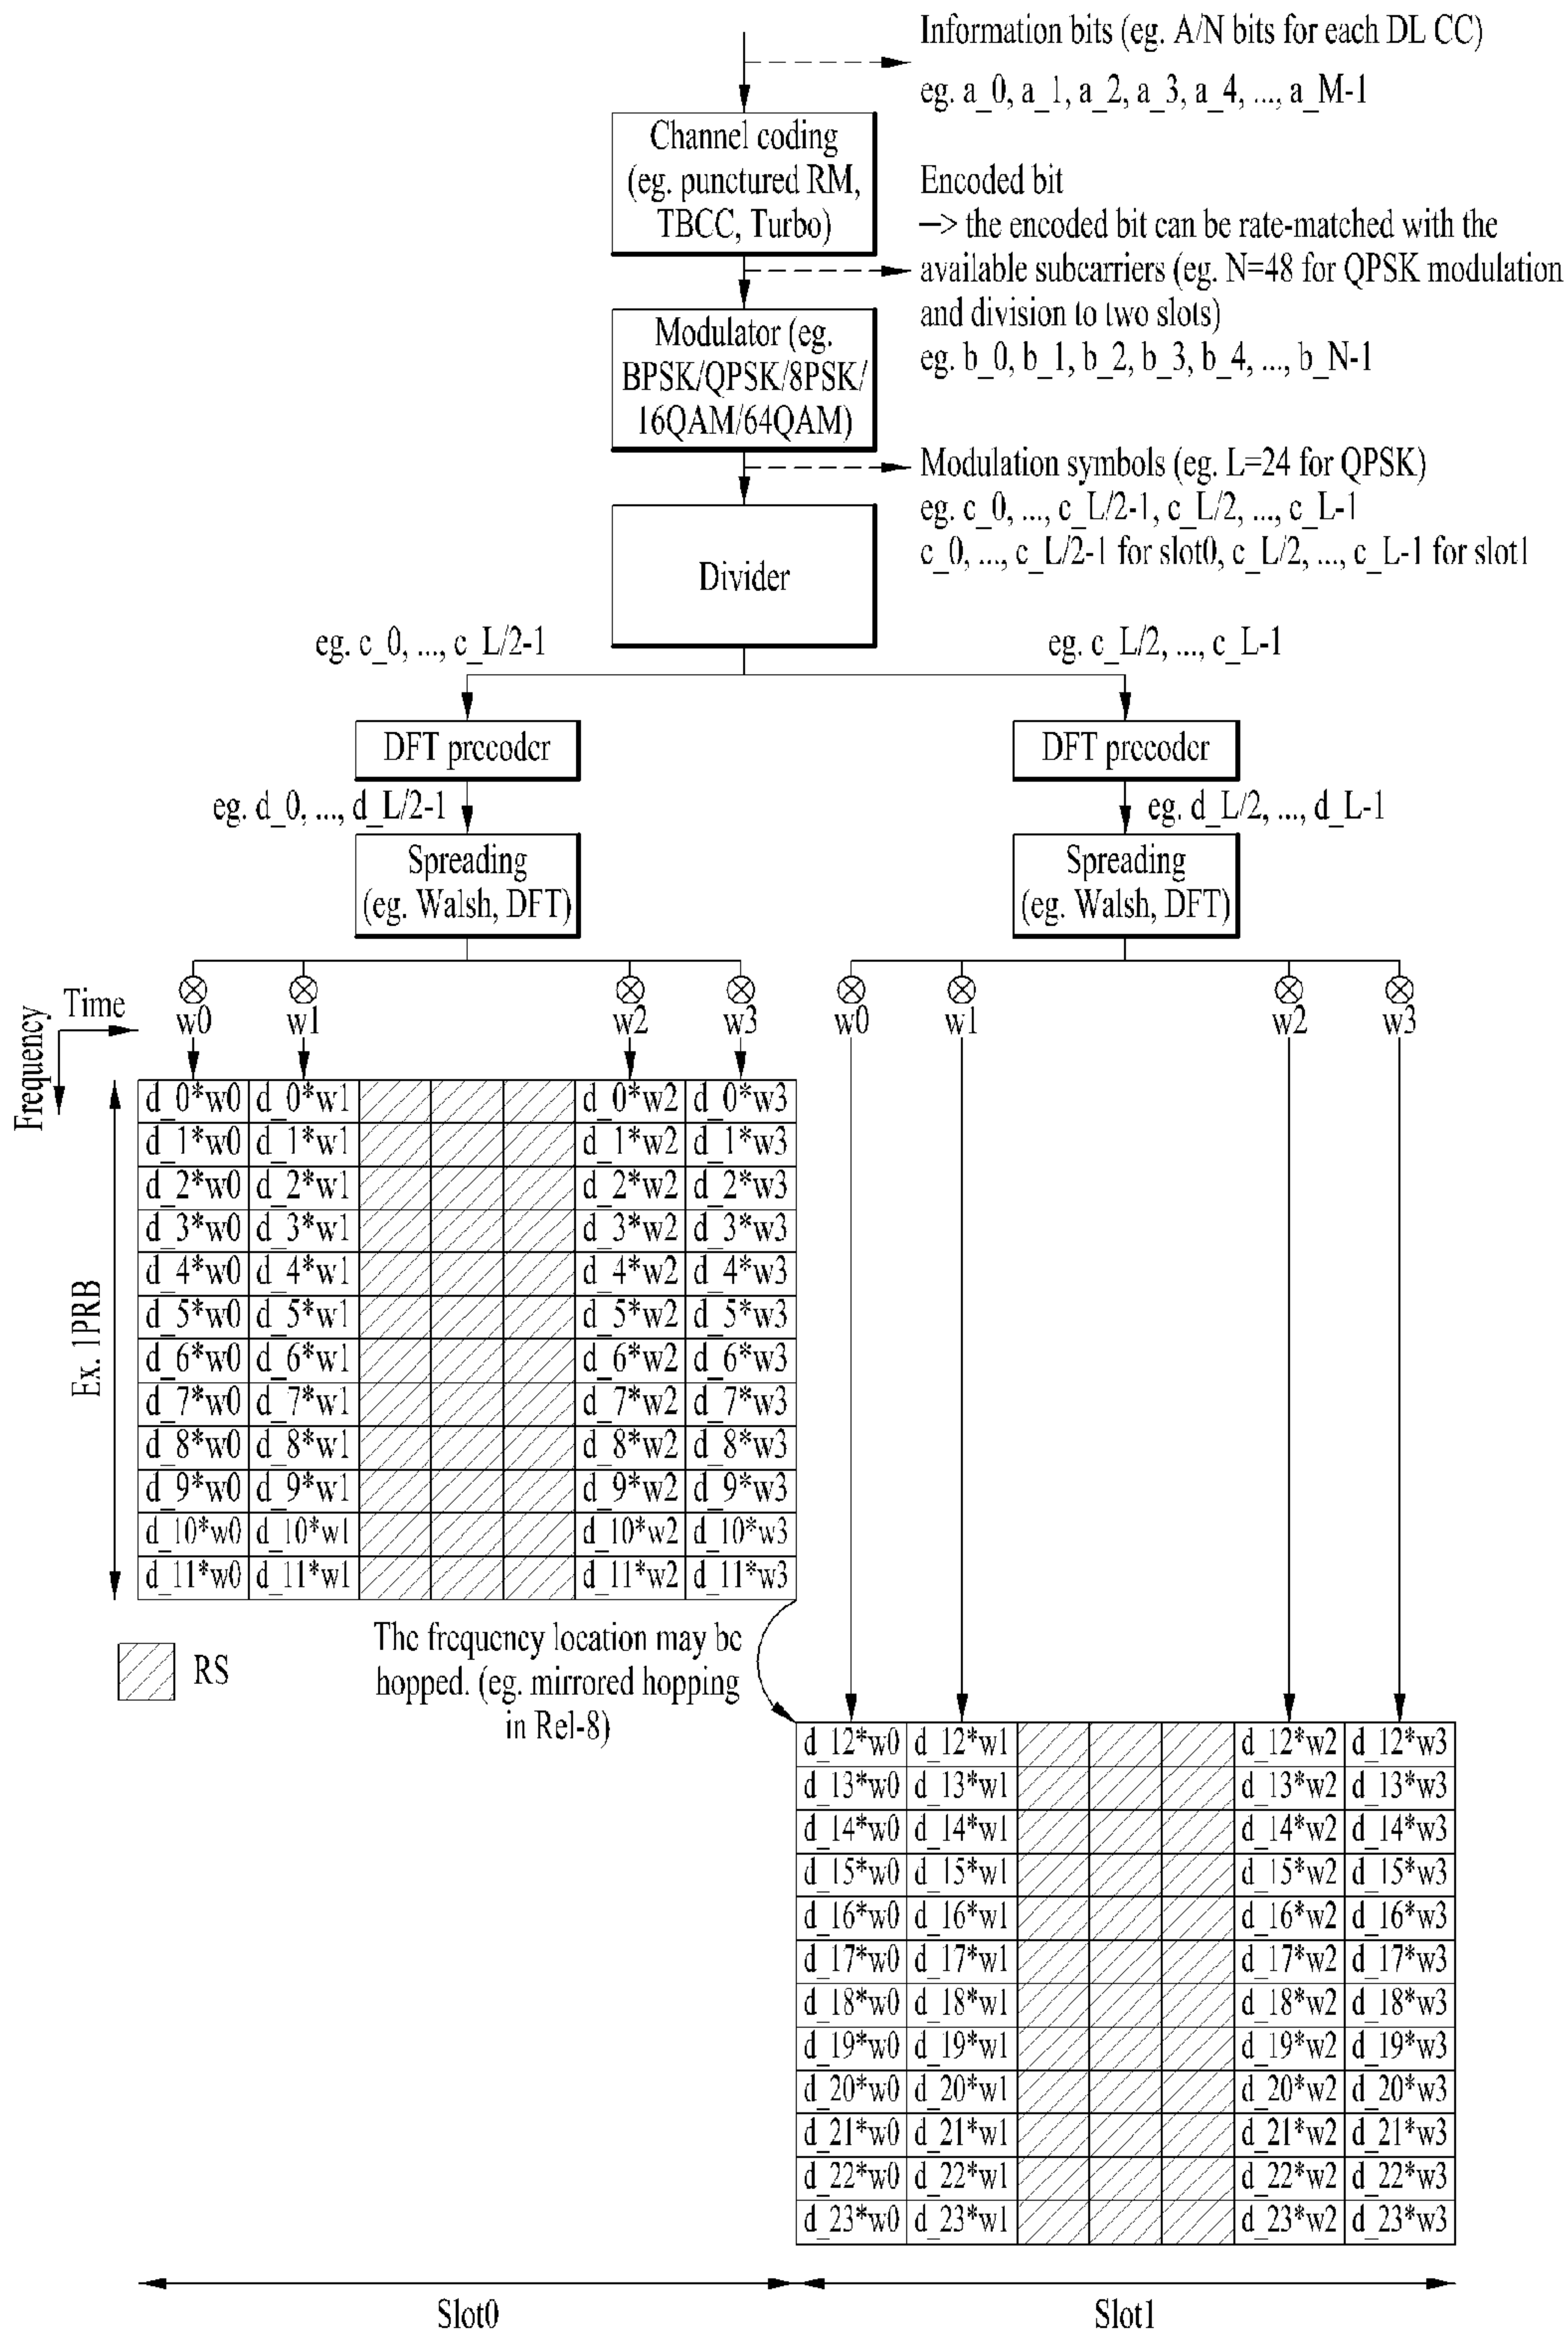 Information bits (eg. A/N bits for each DL CC)
eg. a_0, a_1, a_2, a_3, a_4, ..., a_M-1
Channel coding
(eg. punctured RM,
TBCC, Turbo)
Encoded bit
—> the encoded bit can be rate-matched with the
available subcarriers (eg. N=48 for QPSK modulation
and division to two slots)
eg. b_0, b_1, b_2, b_3, b_4, ..., b_N-1
Modulator (eg.
BPSK/QPSK/8PSK/
16QAM/64QAM)
Modulation symbols (eg. L=24 for QPSK)
eg. c_0, ..., c_L/2-1, c_L/2, ..., c_L-1
c_0, ..., c_L/2-1 for slot0, c_L/2, ..., c_L-1 for slot1
Divider
eg. c_0, ..., c_L/2-1
eg. c_L/2, ..., c_L-1
DFT precoder
DFT precoder
eg. d_0, ..., d_L/2-1
eg. d_L/2, ..., d_L-1
Spreading
(eg. Walsh, DFT)
Spreading
(eg. Walsh, DFT)
Time
Frequency
w0 w1 w2 w3
w0 w1 w2 w3
d_0*w0 d_0*w1 d_0*w2 d_0*w3
d_1*w0 d_1*w1 d_1*w2 d_1*w3
d_2*w0 d_2*w1 d_2*w2 d_2*w3
d_3*w0 d_3*w1 d_3*w2 d_3*w3
d_4*w0 d_4*w1 d_4*w2 d_4*w3
d_5*w0 d_5*w1 d_5*w2 d_5*w3
d_6*w0 d_6*w1 d_6*w2 d_6*w3
d_7*w0 d_7*w1 d_7*w2 d_7*w3
d_8*w0 d_8*w1 d_8*w2 d_8*w3
d_9*w0 d_9*w1 d_9*w2 d_9*w3
d_10*w0 d_10*w1 d_10*w2 d_10*w3
d_11*w0 d_11*w1 d_11*w2 d_11*w3
Ex. 1PRB
RS
The frequency location may be
hopped. (eg. mirrored hopping
in Rel-8)
d_12*w0 d_12*w1 d_12*w2 d_12*w3
d_13*w0 d_13*w1 d_13*w2 d_13*w3
d_14*w0 d_14*w1 d_14*w2 d_14*w3
d_15*w0 d_15*w1 d_15*w2 d_15*w3
d_16*w0 d_16*w1 d_16*w2 d_16*w3
d_17*w0 d_17*w1 d_17*w2 d_17*w3
d_18*w0 d_18*w1 d_18*w2 d_18*w3
d_19*w0 d_19*w1 d_19*w2 d_19*w3
d_20*w0 d_20*w1 d_20*w2 d_20*w3
d_21*w0 d_21*w1 d_21*w2 d_21*w3
d_22*w0 d_22*w1 d_22*w2 d_22*w3
d_23*w0 d_23*w1 d_23*w2 d_23*w3
Slot0
Slot1